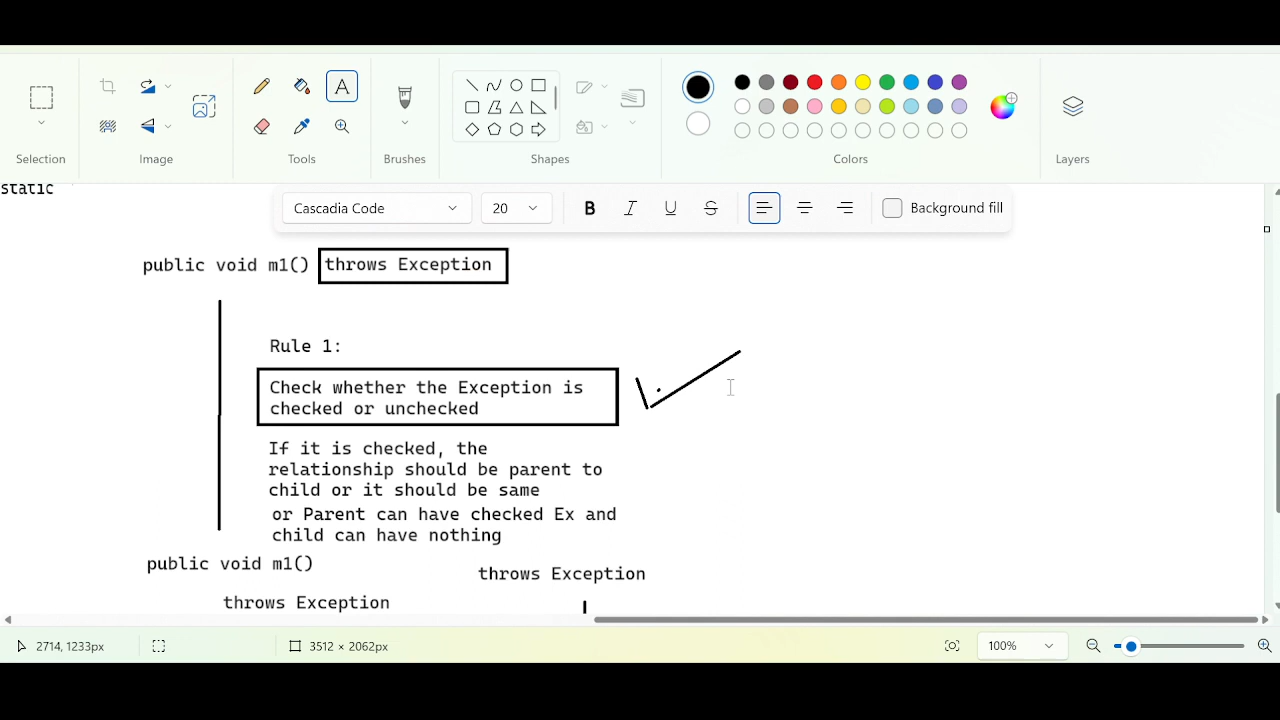 Selection
Image
Tools
Brushes
Shapes
Colors
Layers
static
Cascadia Code
20
B
I
U
S
Background fill
public void m1() throws Exception
Rule 1:
Check whether the Exception is
checked or unchecked
If it is checked, the
relationship should be parent to
child or it should be same
or Parent can have checked Ex and
child can have nothing
public void m1()
throws Exception
throws Exception
2714, 1233px
3512 × 2062px
100%